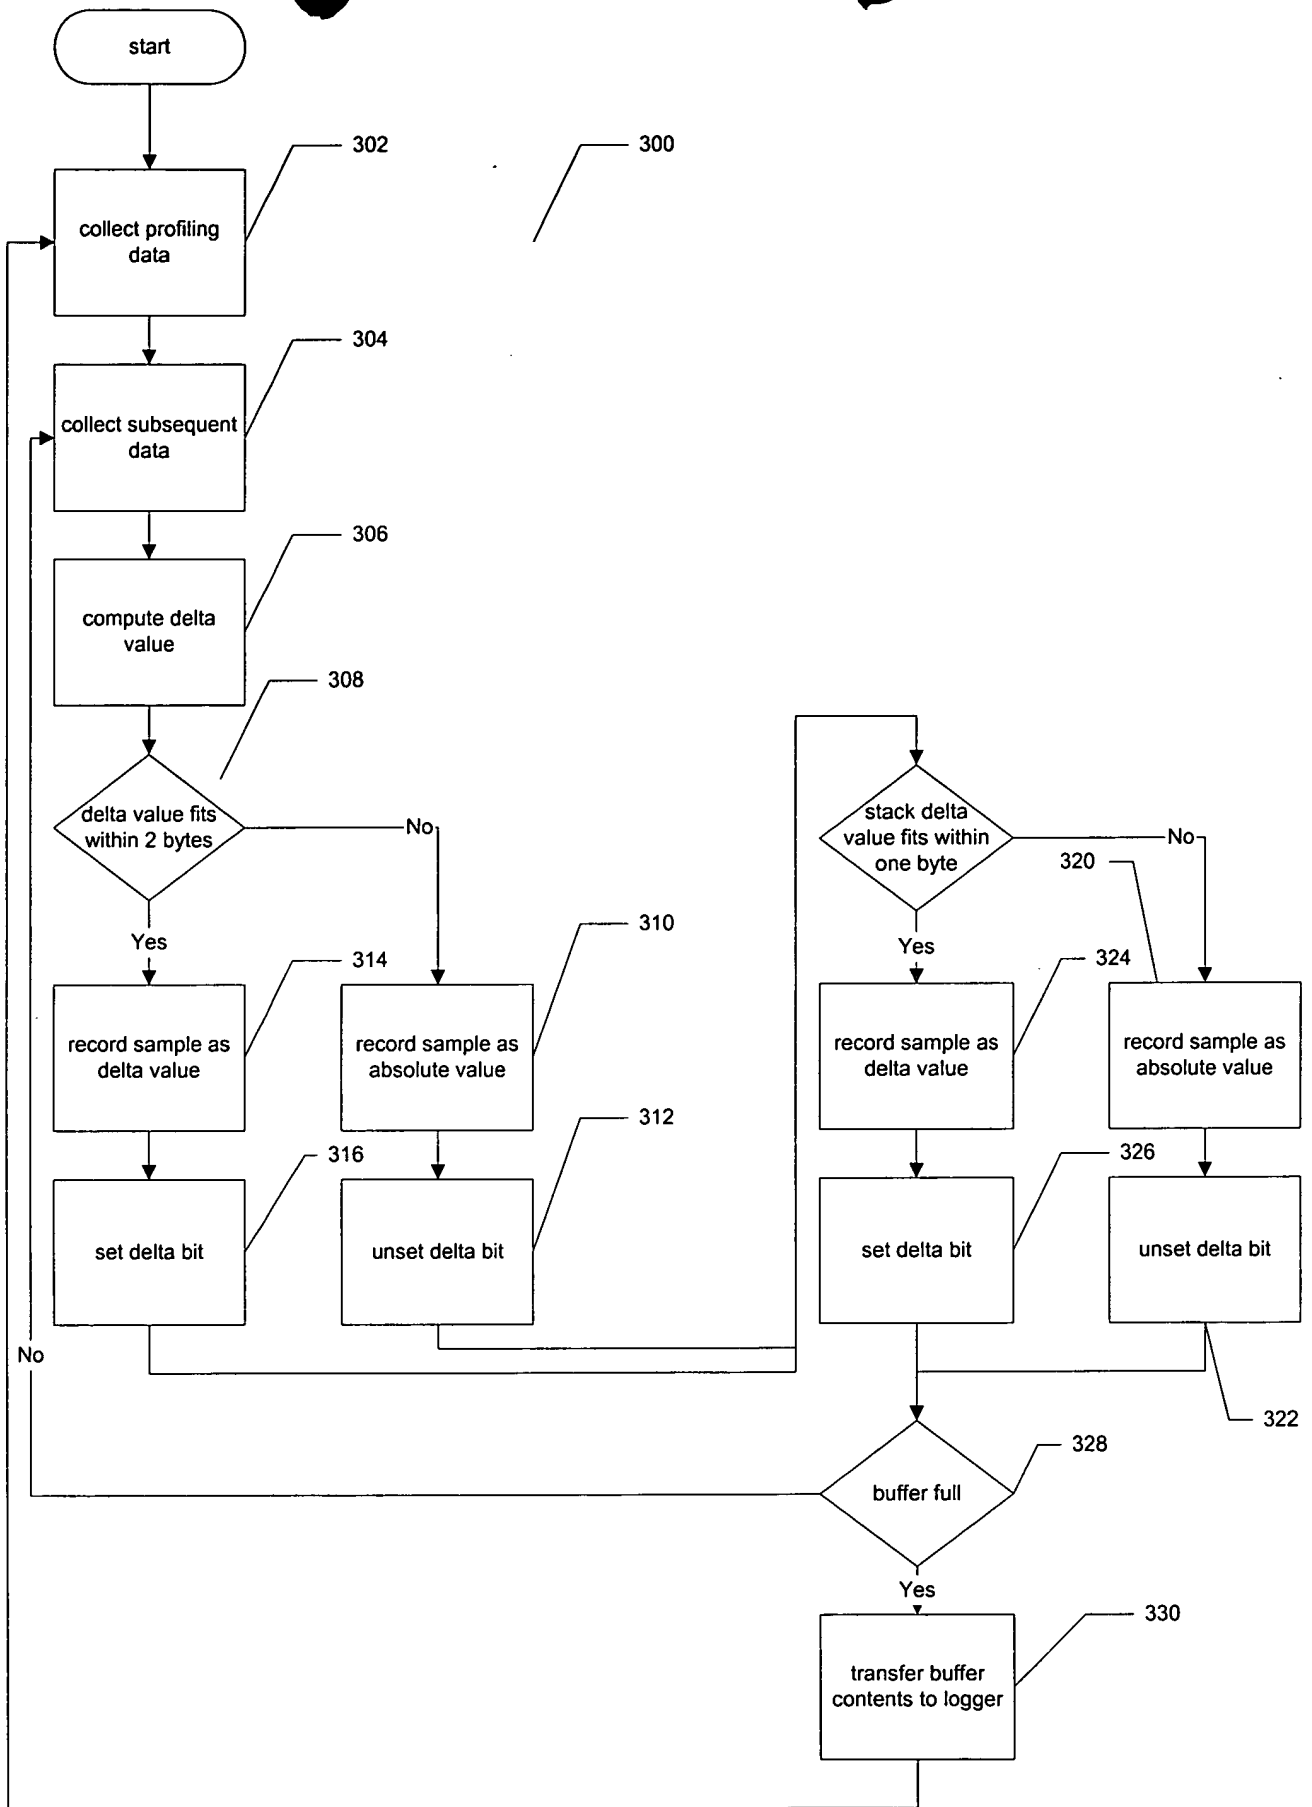 start
302
300
collect profiling
data
304
collect subsequent
data
306
compute delta
value
308
delta value fits
within 2 bytes
No
stack delta
value fits within
one byte
No
320
Yes
310
Yes
314
324
record sample as
delta value
record sample as
absolute value
record sample as
delta value
record sample as
absolute value
312
316
326
set delta bit
unset delta bit
set delta bit
unset delta bit
No
322
328
buffer full
Yes
330
transfer buffer
contents to logger